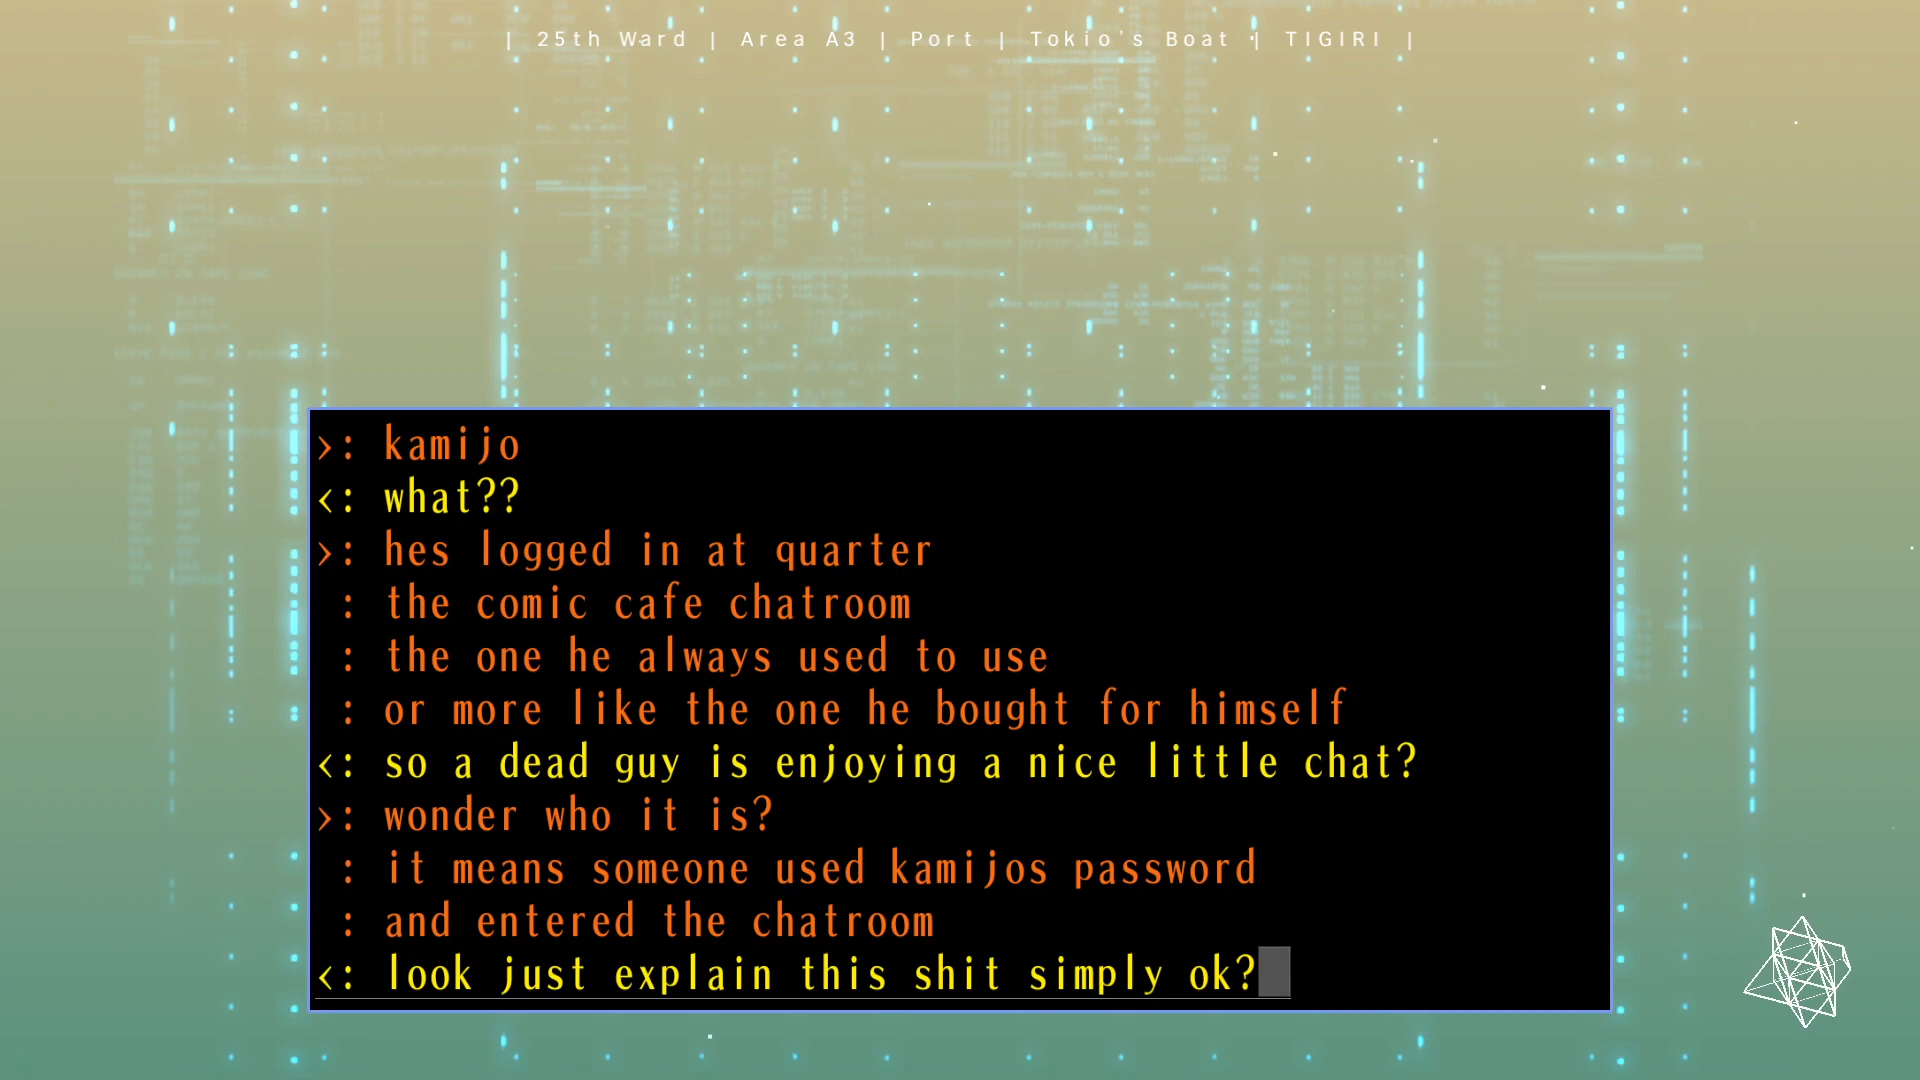 | 25th Ward | Area A3 | Port | Tokio's Boat | TIGIRI |
>: kamijo
<: what??
>: hes logged in at quarter
: the comic cafe chatroom
: the one he always used to use
: or more like the one he bought for himself
<: so a dead guy is enjoying a nice little chat?
>: wonder who it is?
: it means someone used kamijos password
: and entered the chatroom
<: look just explain this shit simply ok?